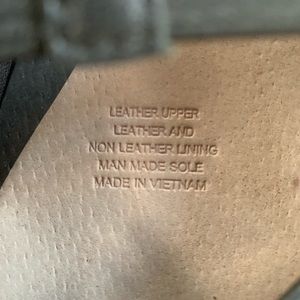 LEATHER UPPER
LEATHER AND
NON LEATHER LINING
MAN MADE SOLE
MADE IN VIETNAM